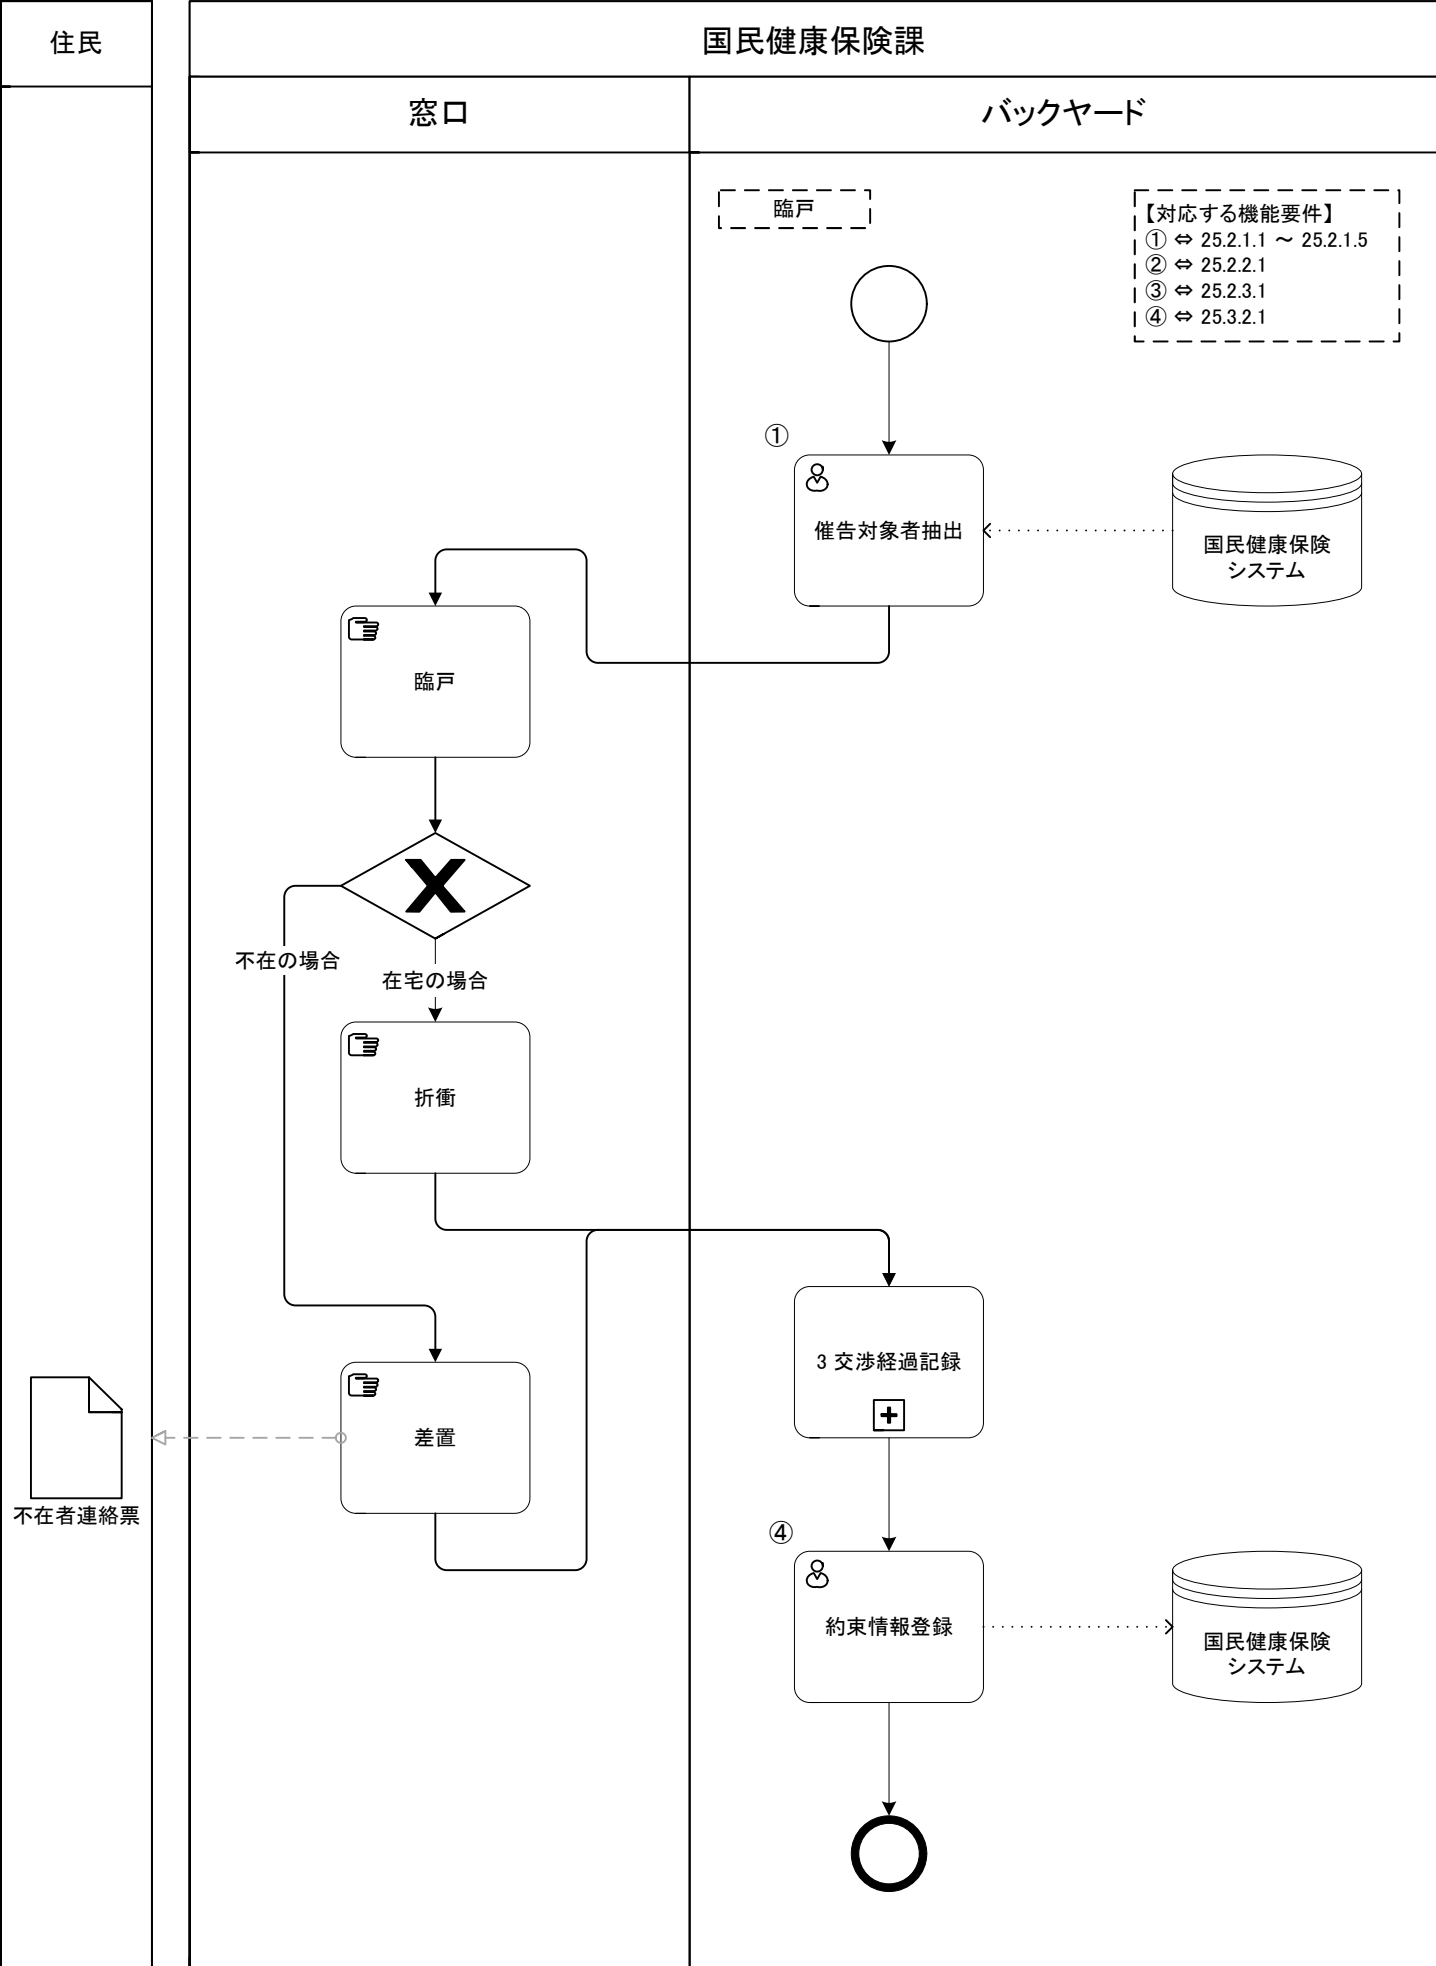 住民
国民健康保険課
窓口
バックヤード
臨戸
【対応する機能要件】
① ⇔ 25.2.1.1 ～ 25.2.1.5
② ⇔ 25.2.2.1
③ ⇔ 25.2.3.1
④ ⇔ 25.3.2.1
①
催告対象者抽出
国民健康保険
システム
臨戸
不在の場合
在宅の場合
折衝
3 交渉経過記録
差置
不在者連絡票
④
約束情報登録
国民健康保険
システム